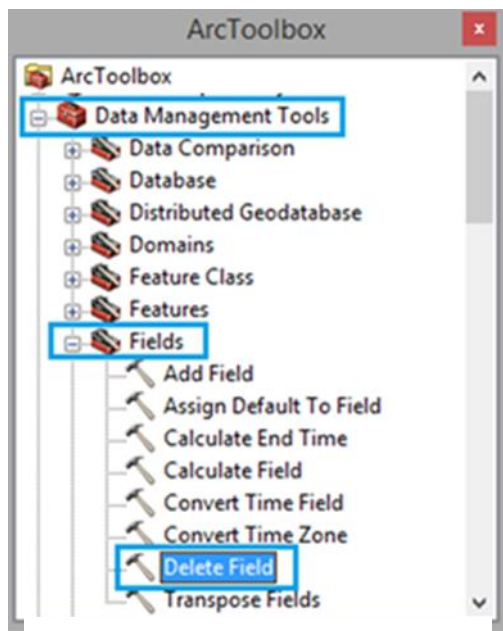 ArcToolbox
x
ArcToolbox
Data Management Tools
Data Comparison
Database
Distributed Geodatabase
Domains
Feature Class
Features
Fields
Add Field
Assign Default To Field
Calculate End Time
Calculate Field
Convert Time Field
Convert Time Zone
Delete Field
Transpose Fields